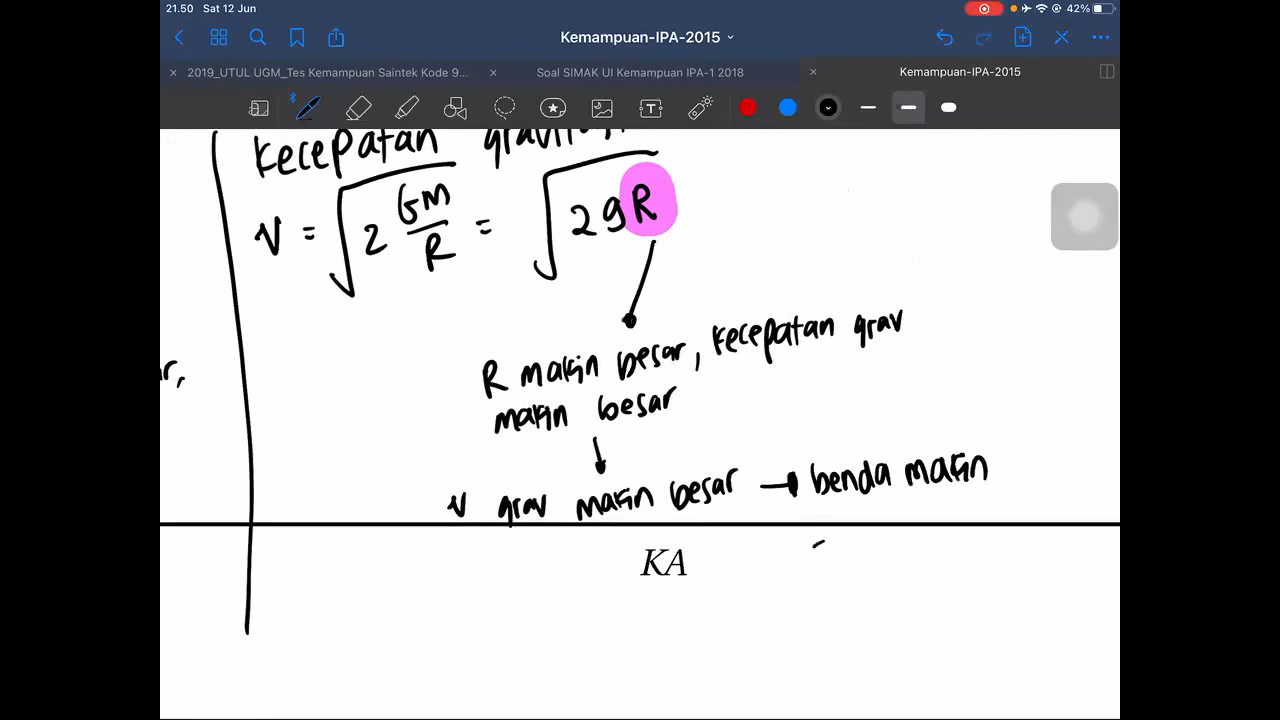 21.50 Sat 12 Jun 42%
Kemampuan-IPA-2015
2019_UTUL UGM_Tes Kemampuan Saintek Kode 9... Soal SIMAK UI Kemampuan IPA-1 2018 Kemampuan-IPA-2015
kecepatan
v = √2 GM/R = √2gR
R makin besar, kecepatan grav
makin besar
v grav makin besar → benda makin
KA